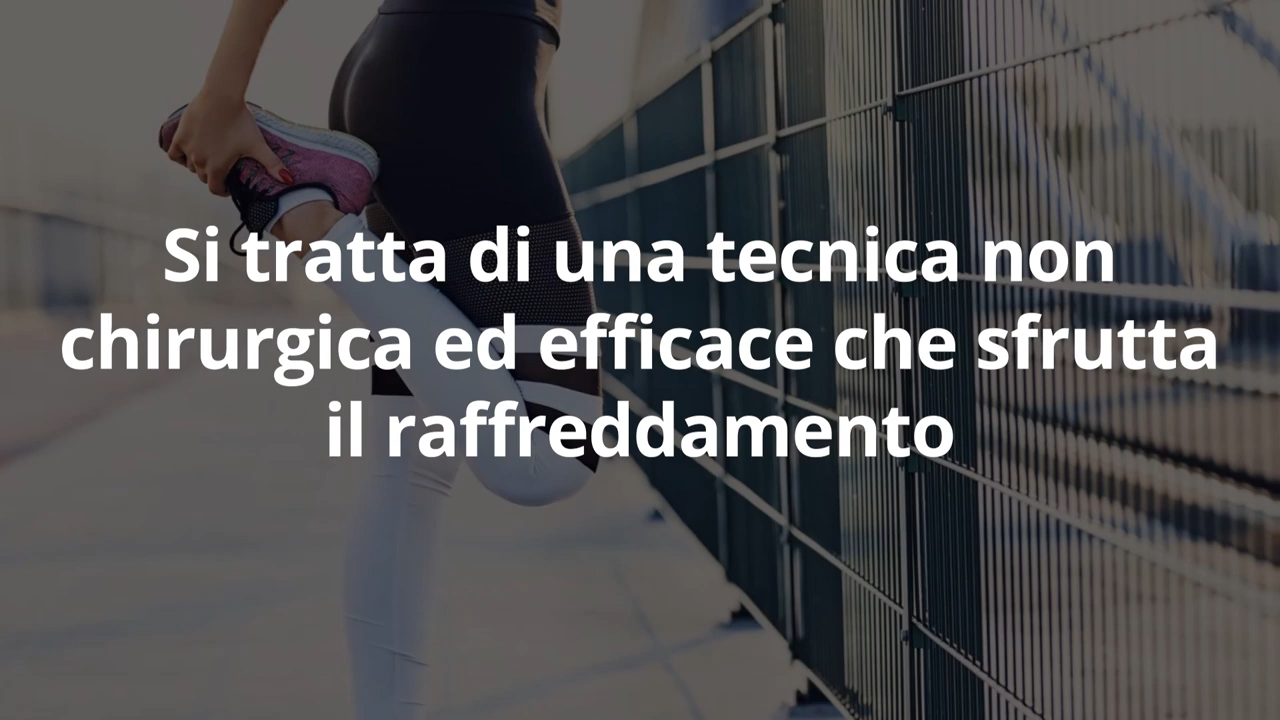 Si tratta di una tecnica non
chirurgica ed efficace che sfrutta
il raffreddamento